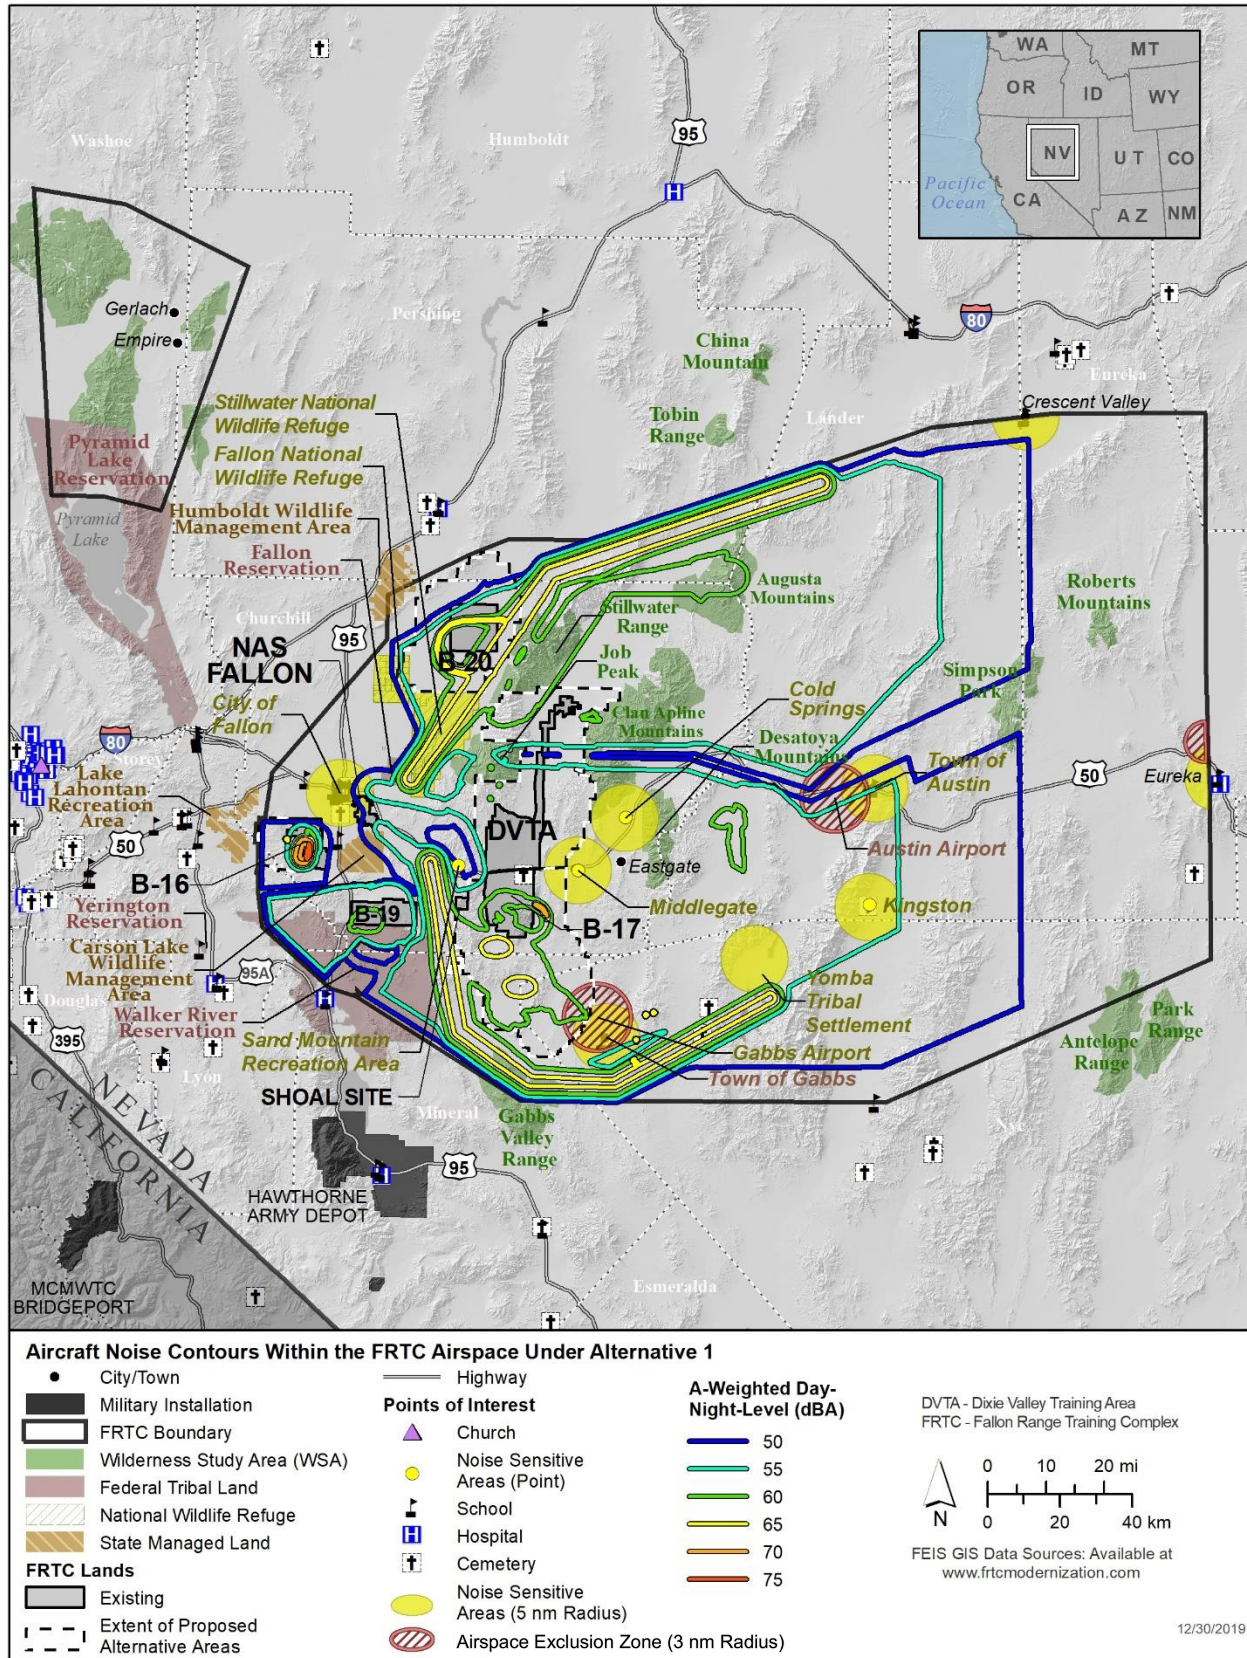 WA
MT
OR
ID
WY
NV
UT
CO
CA
AZ
NM
Pacific
Ocean
Washoe
Humboldt
95
Gerlach
Empire
Pershing
80
China
Mountain
Eureka
Crescent Valley
Lander
Tobin
Range
Stillwater National
Wildlife Refuge
Fallon National
Wildlife Refuge
Pyramid
Lake
Reservation
Humboldt Wildlife
Management Area
Pyramid
Lake
Fallon
Reservation
Augusta
Mountains
Roberts
Mountains
Stillwater
Range
Churchill
95
NAS
FALLON
B-20
Job
Peak
Simpson
Park
City of
Fallon
Cold
Springs
Clan Apline
Mountains
Desatoya
Mountains
80
Storey
Town of
Austin
50
Eureka
Lake
Lahontan
Recreation
Area
50
DVTA
Eastgate
Austin Airport
B-16
Yerington
Reservation
B-19
Middlegate
Kingston
B-17
Carson Lake
Wildlife
Management
Area
95A
Douglas
Walker River
Reservation
Yomba
Tribal
Settlement
Park
Range
Antelope
Range
395
Sand Mountain
Recreation Area
Gabbs Airport
Town of Gabbs
Lyon
SHOAL SITE
Mineral
Gabbs
Valley
Range
Nye
NEVADA
CALIFORNIA
95
HAWTHORNE
ARMY DEPOT
MCMWTC
BRIDGEPORT
Esmeralda
Aircraft Noise Contours Within the FRTC Airspace Under Alternative 1
City/Town
Military Installation
FRTC Boundary
Wilderness Study Area (WSA)
Federal Tribal Land
National Wildlife Refuge
State Managed Land
FRTC Lands
Existing
Extent of Proposed
Alternative Areas
Highway
Points of Interest
Church
Noise Sensitive
Areas (Point)
School
H Hospital
Cemetery
Noise Sensitive
Areas (5 nm Radius)
Airspace Exclusion Zone (3 nm Radius)
A-Weighted Day-
Night-Level (dBA)
50
55
60
65
70
75
DVTA - Dixie Valley Training Area
FRTC - Fallon Range Training Complex
N
0 10 20 mi
0 20 40 km
FEIS GIS Data Sources: Available at
www.frtcmodernization.com
12/30/2019